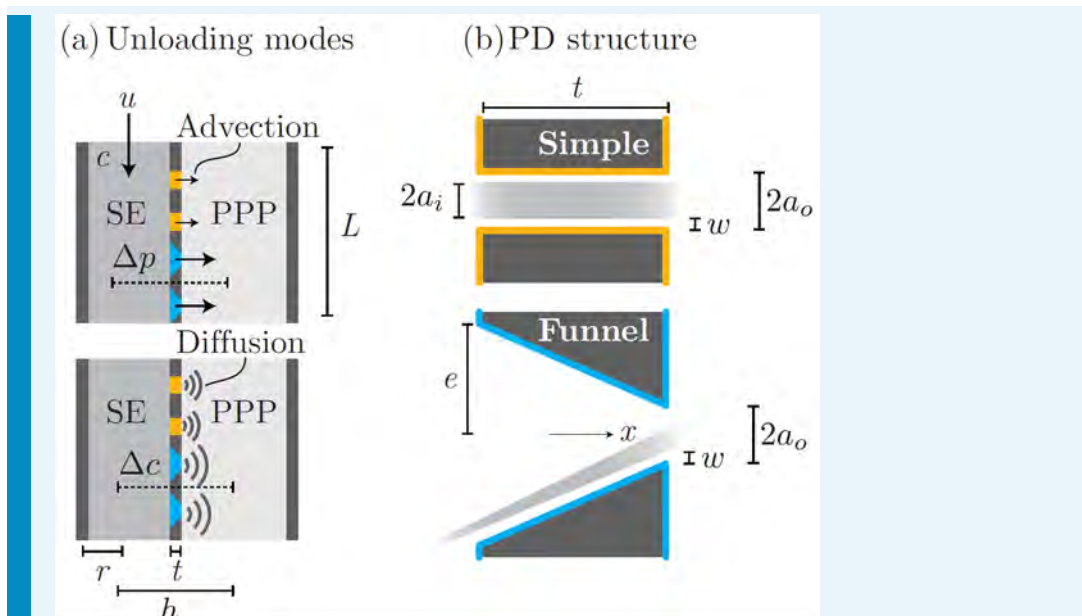 (a) Unloading modes
u
Advection
c
SE
PPP
Δp
L
Diffusion
SE
PPP
Δc
r
t
h
(b) PD structure
t
Simple
2a_i
w
2a_o
Funnel
e
x
w
2a_o